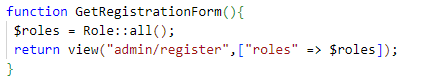 function GetRegistrationForm(){
$roles = Role::all();
return view("admin/register",["roles" => $roles]);
}